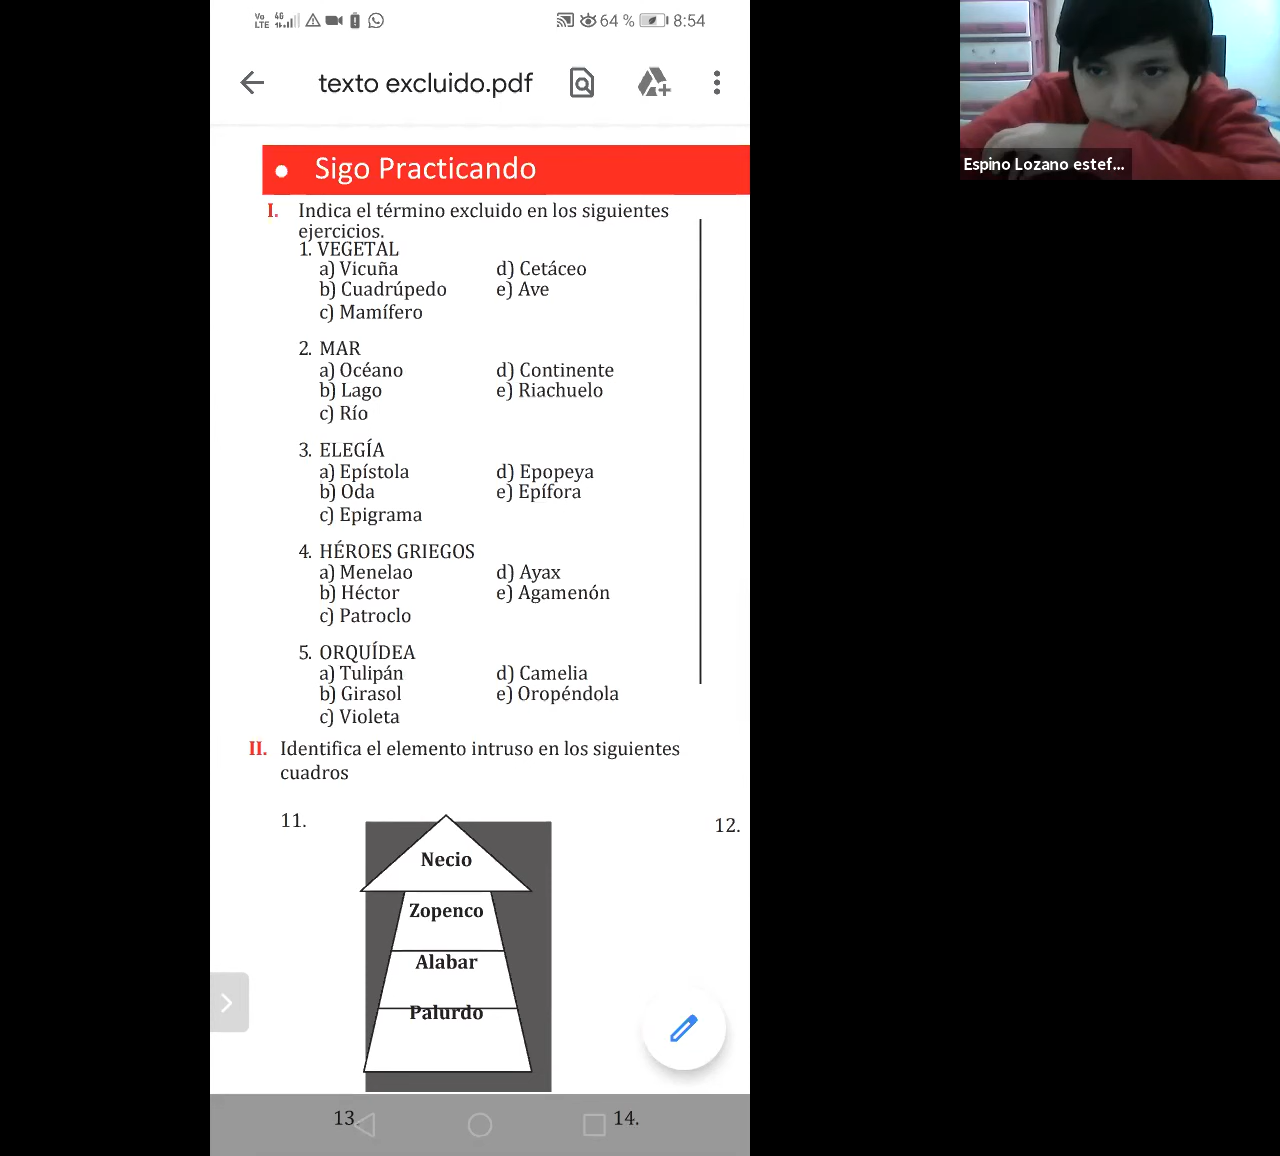 Vo LTE 4G 64 % 8:54
texto excluido.pdf
Sigo Practicando
I. Indica el término excluido en los siguientes
ejercicios.
1. VEGETAL
a) Vicuña d) Cetáceo
b) Cuadrúpedo e) Ave
c) Mamífero
2. MAR
a) Océano d) Continente
b) Lago e) Riachuelo
c) Río
3. ELEGÍA
a) Epístola d) Epopeya
b) Oda e) Epífora
c) Epigrama
4. HÉROES GRIEGOS
a) Menelao d) Ayax
b) Héctor e) Agamenón
c) Patroclo
5. ORQUÍDEA
a) Tulipán d) Camelia
b) Girasol e) Oropéndola
c) Violeta
II. Identifica el elemento intruso en los siguientes
cuadros
11. 12.
Necio
Zopenco
Alabar
Palurdo
13 14.
Espino Lozano estef...